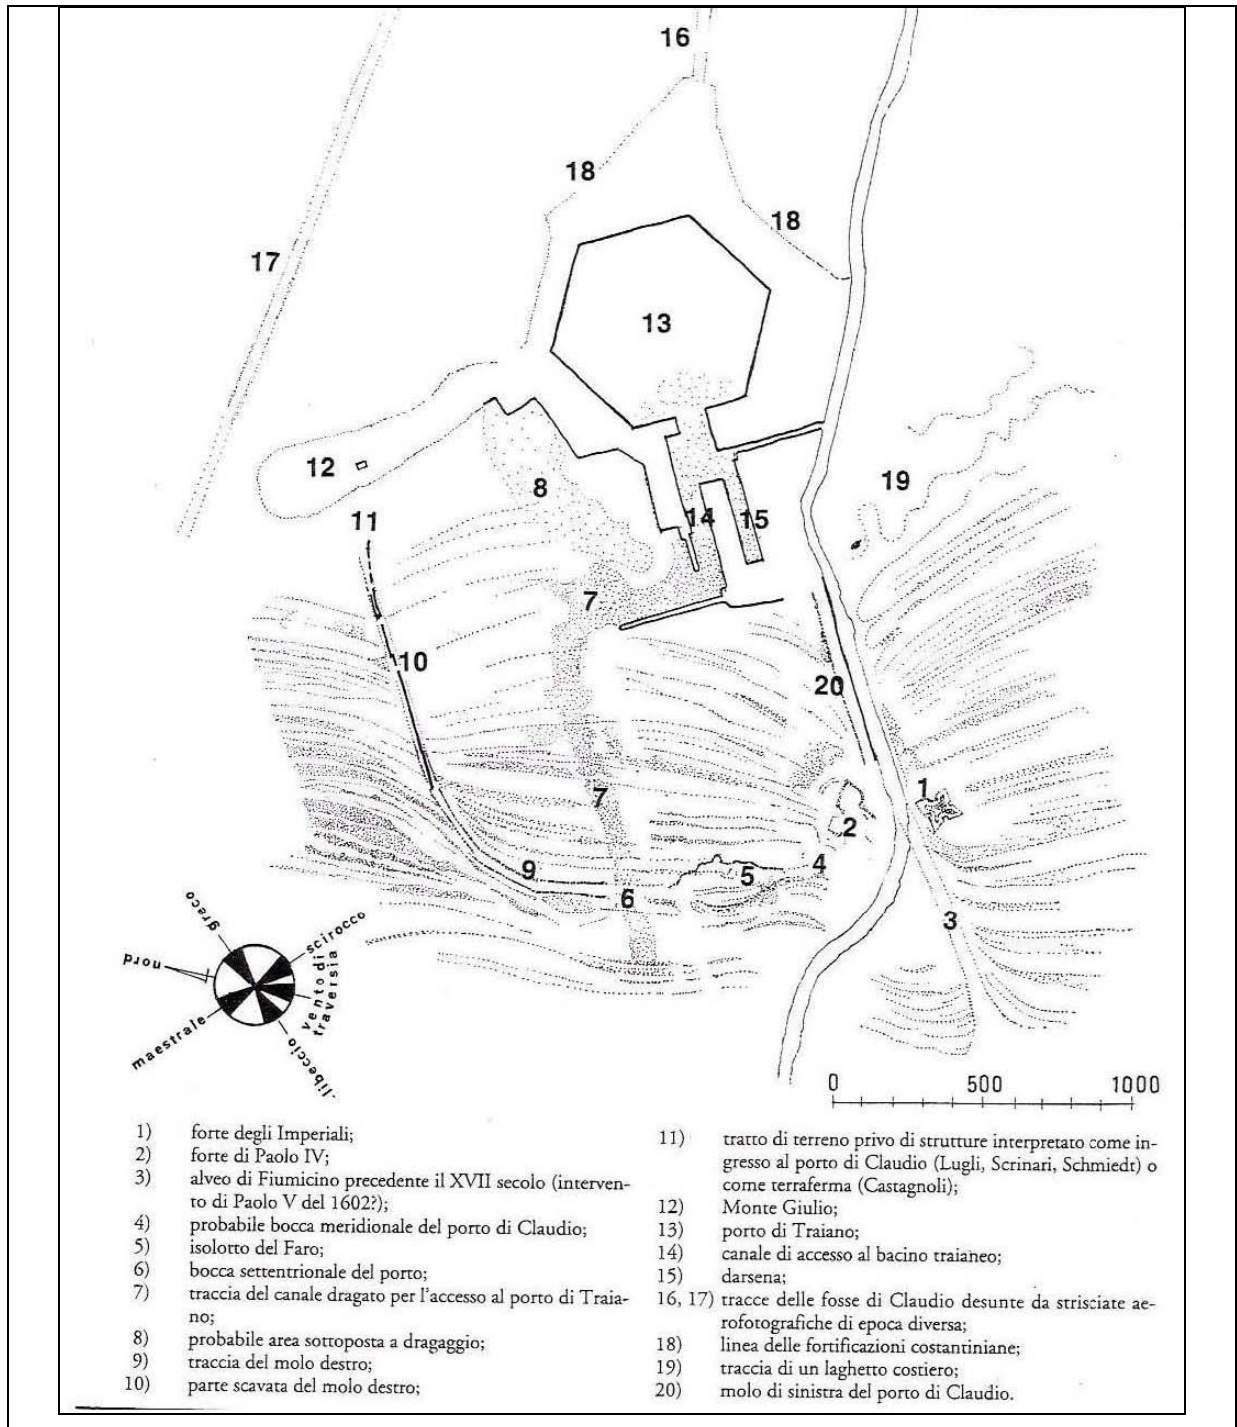 16
18
18
17
13
12
19
8
11
14
15
7
10
20
7
1
2
4
9
5
6
3
greco
scirocco
nord
vento di
traversia
maestrale
libeccio
0 500 1000
1) forte degli Imperiali;
2) forte di Paolo IV;
3) alveo di Fiumicino precedente il XVII secolo (interven-
to di Paolo V del 1602?);
4) probabile bocca meridionale del porto di Claudio;
5) isolotto del Faro;
6) bocca settentrionale del porto;
7) traccia del canale dragato per l'accesso al porto di Traia-
no;
8) probabile area sottoposta a dragaggio;
9) traccia del molo destro;
10) parte scavata del molo destro;
11) tratto di terreno privo di strutture interpretato come in-
gresso al porto di Claudio (Lugli, Scrinari, Schmiedt) o
come terraferma (Castagnoli);
12) Monte Giulio;
13) porto di Traiano;
14) canale di accesso al bacino traianeo;
15) darsena;
16, 17) tracce delle fosse di Claudio desunte da strisciate ae-
rofotografiche di epoca diversa;
18) linea delle fortificazioni costantiniane;
19) traccia di un laghetto costiero;
20) molo di sinistra del porto di Claudio.